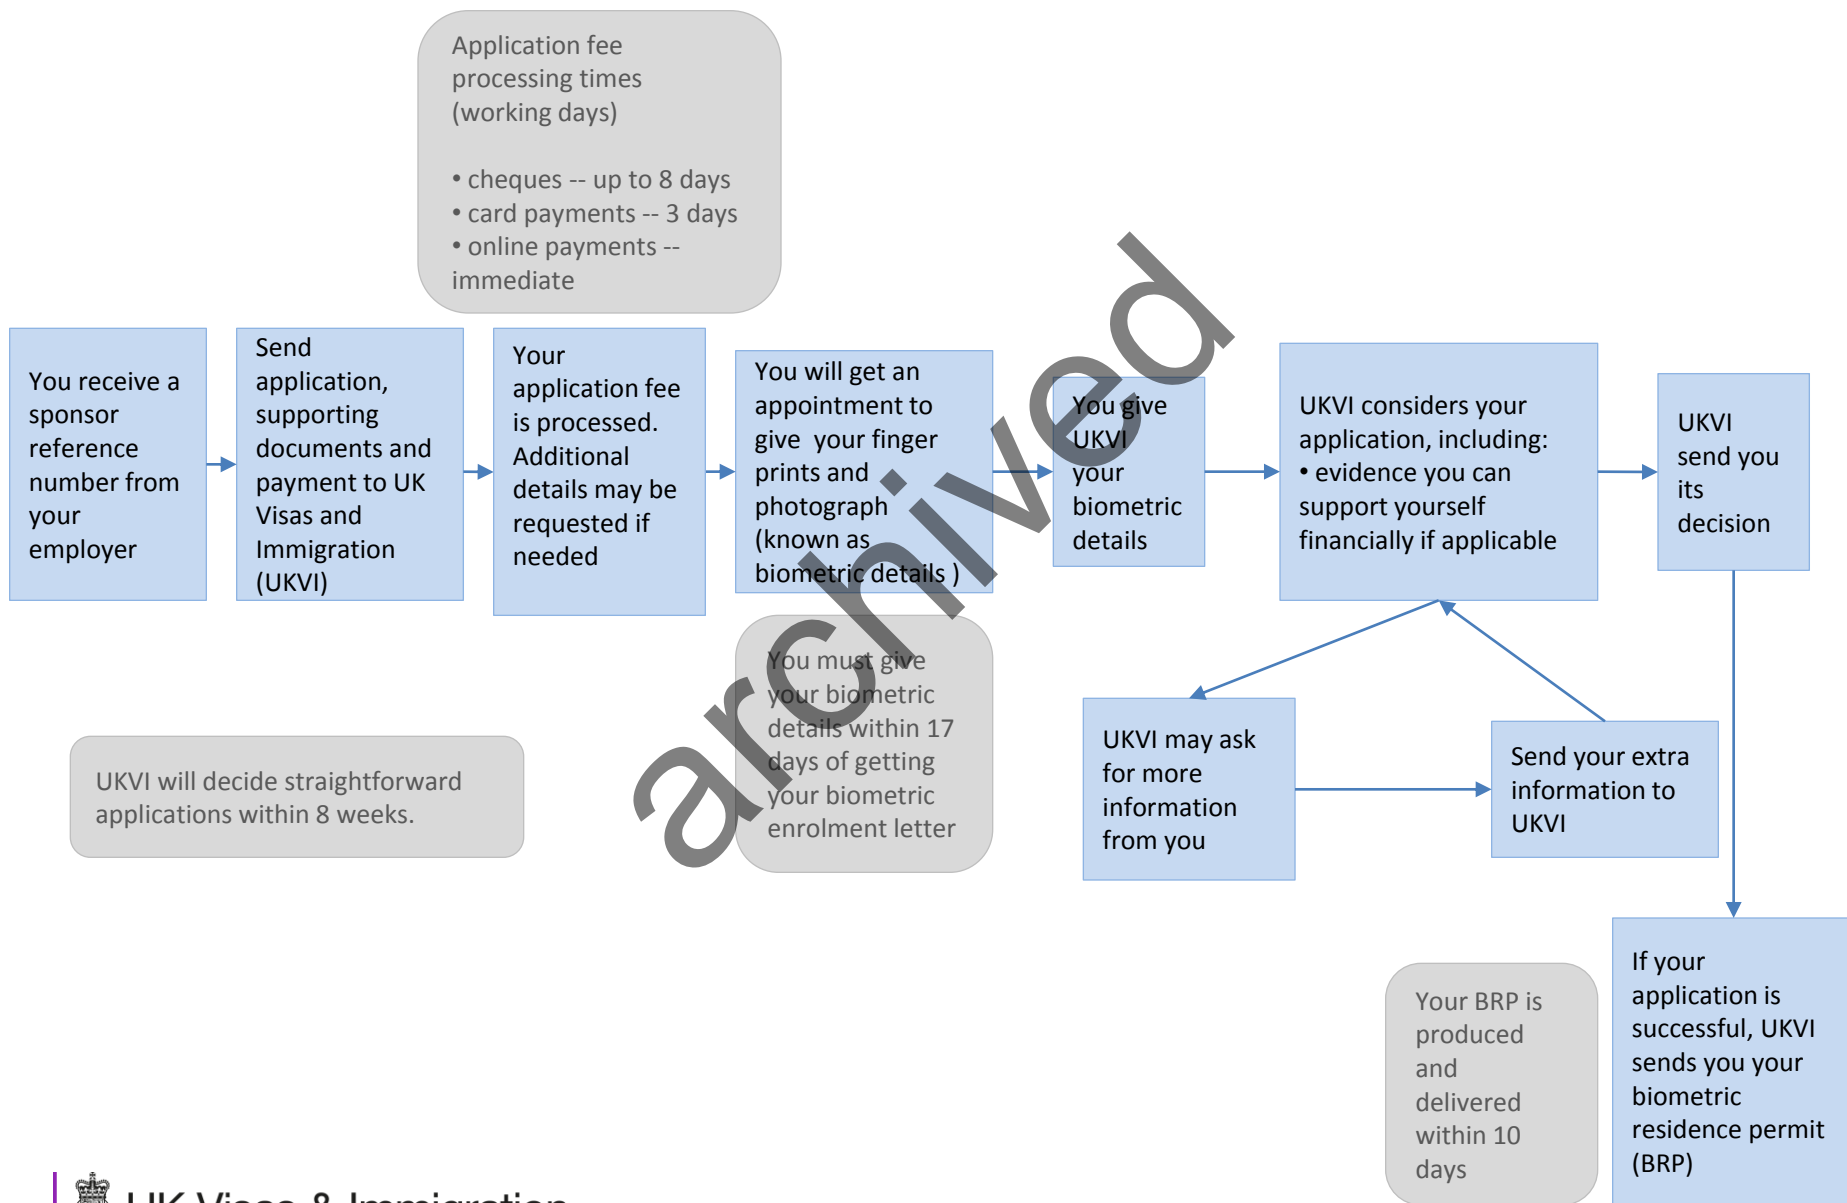 Application fee
processing times
(working days)
• cheques -- up to 8 days
• card payments -- 3 days
• online payments --
immediate
You receive a
sponsor
reference
number from
your
employer
Send
application,
supporting
documents and
payment to UK
Visas and
Immigration
(UKVI)
Your
application fee
is processed.
Additional
details may be
requested if
needed
You will get an
appointment to
give your finger
prints and
photograph
(known as
biometric details )
You give
UKVI
your
biometric
details
UKVI considers your
application, including:
• evidence you can
support yourself
financially if applicable
UKVI
send you
its
decision
You must give
your biometric
details within 17
days of getting
your biometric
enrolment letter
UKVI will decide straightforward
applications within 8 weeks.
UKVI may ask
for more
information
from you
Send your extra
information to
UKVI
Your BRP is
produced
and
delivered
within 10
days
If your
application is
successful, UKVI
sends you your
biometric
residence permit
(BRP)
archived
UK Visas & Immigration